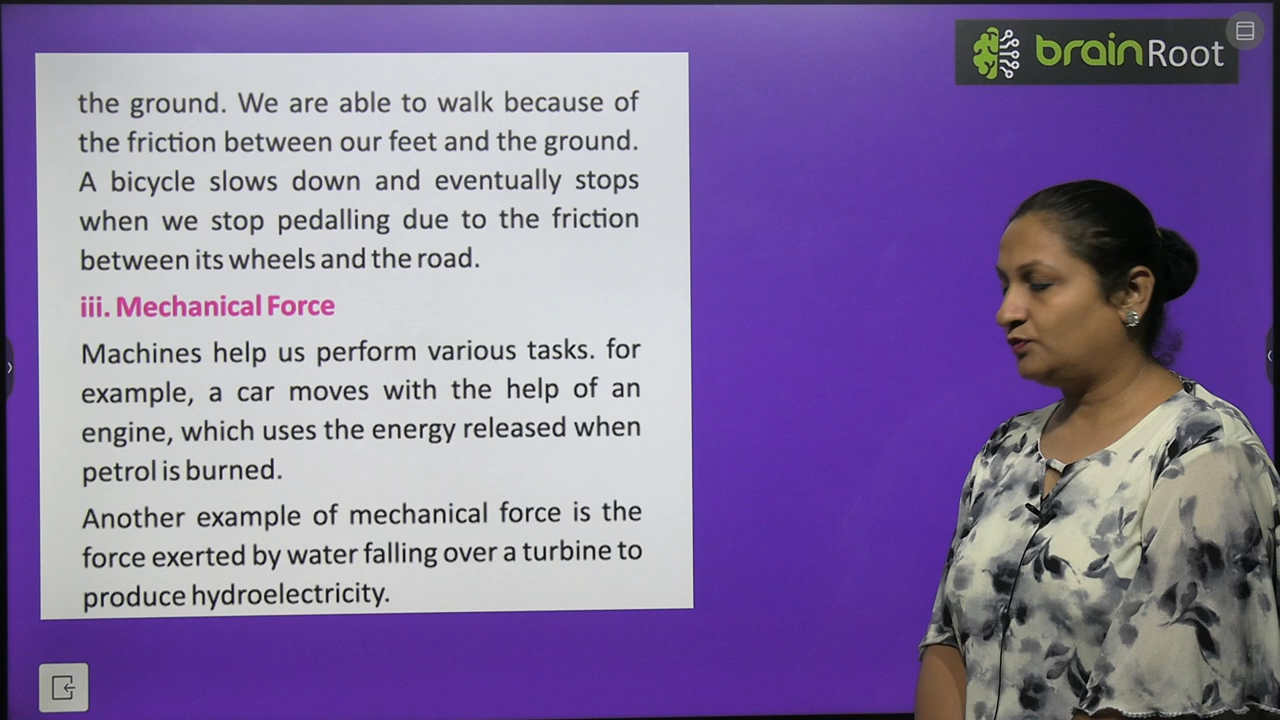 brainRoot
the ground. We are able to walk because of
the friction between our feet and the ground.
A bicycle slows down and eventually stops
when we stop pedalling due to the friction
between its wheels and the road.
iii. Mechanical Force
Machines help us perform various tasks. for
example, a car moves with the help of an
engine, which uses the energy released when
petrol is burned.
Another example of mechanical force is the
force exerted by water falling over a turbine to
produce hydroelectricity.